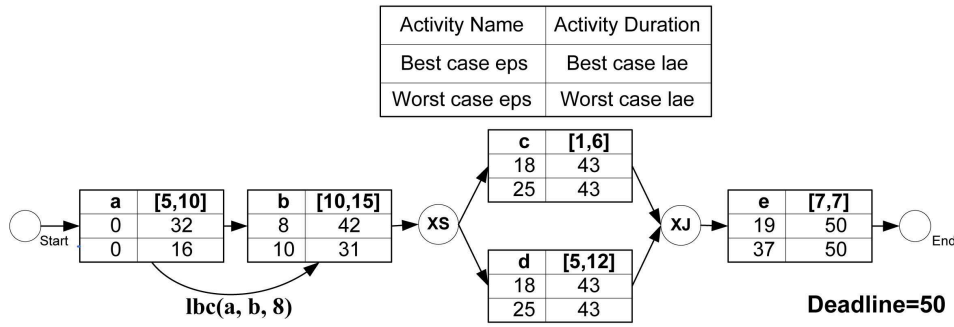 Activity Name Activity Duration
Best case eps Best case lae
Worst case eps Worst case lae
c [1,6]
18 43
25 43
a [5,10]
0 32
0 16
b [10,15]
8 42
10 31
e [7,7]
19 50
37 50
Start
XS
XJ
End
d [5,12]
18 43
25 43
lbc(a, b, 8)
Deadline=50